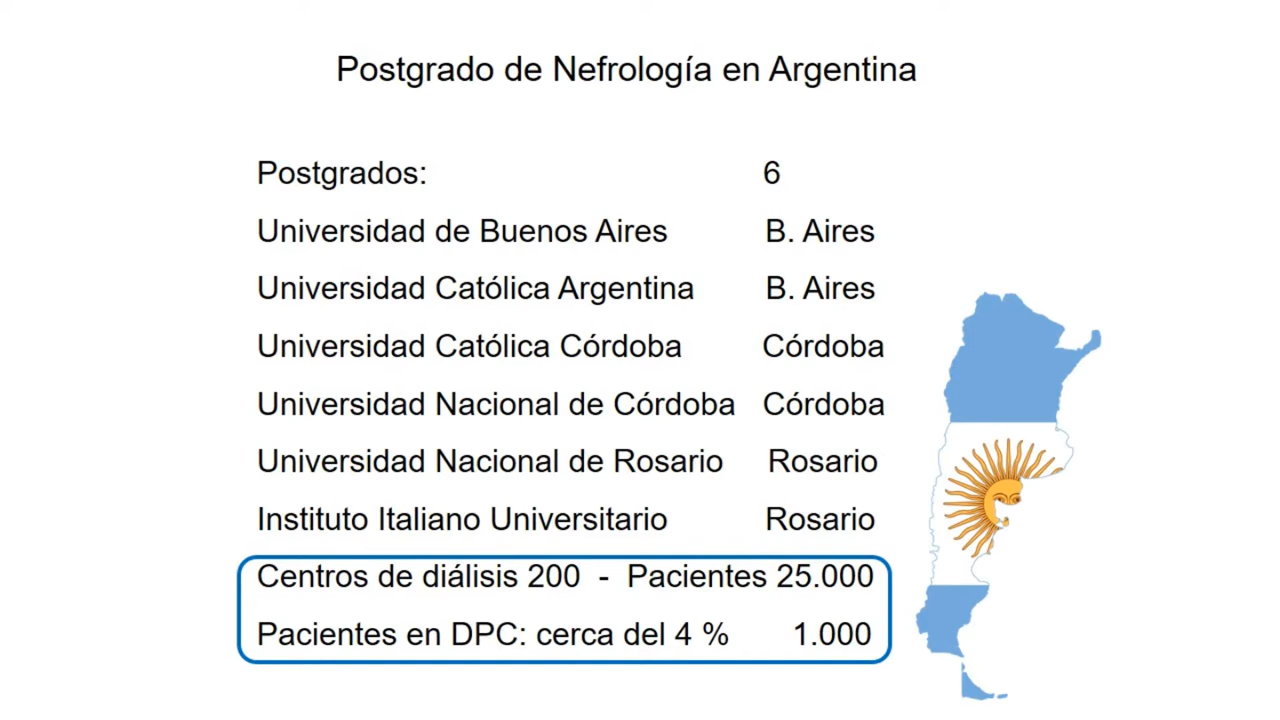 Postgrado de Nefrología en Argentina
Postgrados: 6
Universidad de Buenos Aires B. Aires
Universidad Católica Argentina B. Aires
Universidad Católica Córdoba Córdoba
Universidad Nacional de Córdoba Córdoba
Universidad Nacional de Rosario Rosario
Instituto Italiano Universitario Rosario
Centros de diálisis 200 - Pacientes 25.000
Pacientes en DPC: cerca del 4 % 1.000